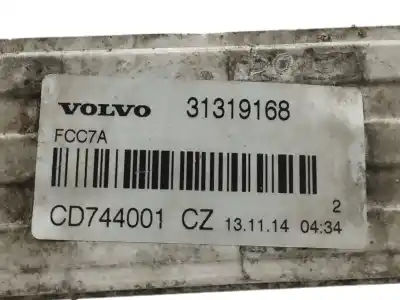 VOLVO 31319168
FCC7A
2
CD744001 CZ 13.11.14 04:34